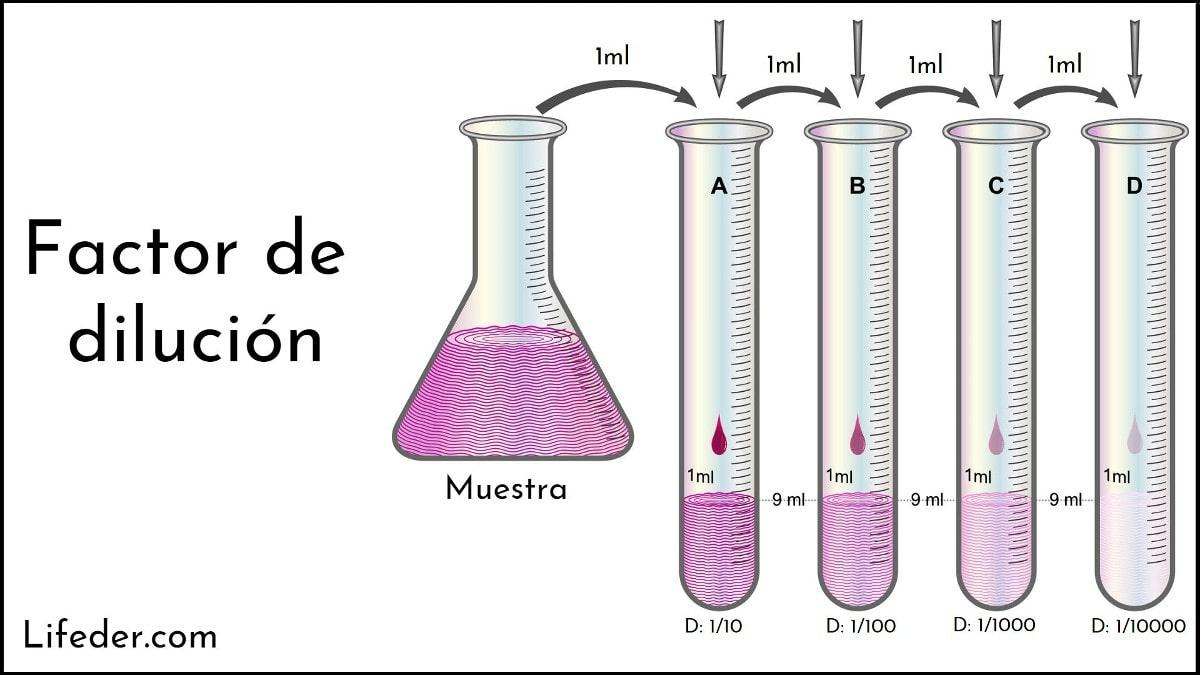 Factor de
dilución
1ml
1ml
1ml
1ml
A
B
C
D
1ml
1ml
1ml
1ml
9 ml
9 ml
9 ml
Muestra
D: 1/10
D: 1/100
D: 1/1000
D: 1/10000
Lifeder.com